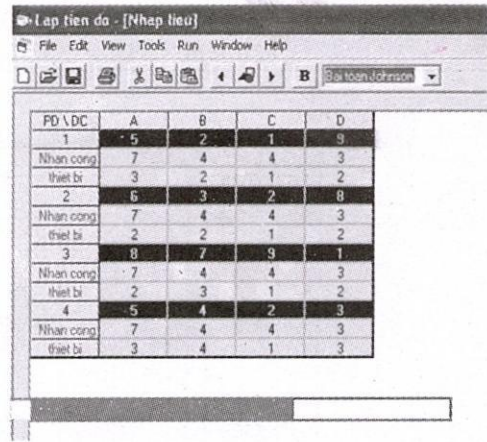 Lap tien do - [Nhap lieu]
File Edit View Tools Run Window Help
B Bai toan Johnson
PD \ DC A B C D
1 5 2 1 9
Nhan cong 7 4 4 3
thiet bi 3 2 1 2
2 6 3 2 8
Nhan cong 7 4 4 3
thiet bi 2 2 1 2
3 8 7 9 1
Nhan cong 7 4 4 3
thiet bi 2 3 1 2
4 5 4 2 3
Nhan cong 7 4 4 3
thiet bi 3 4 1 3